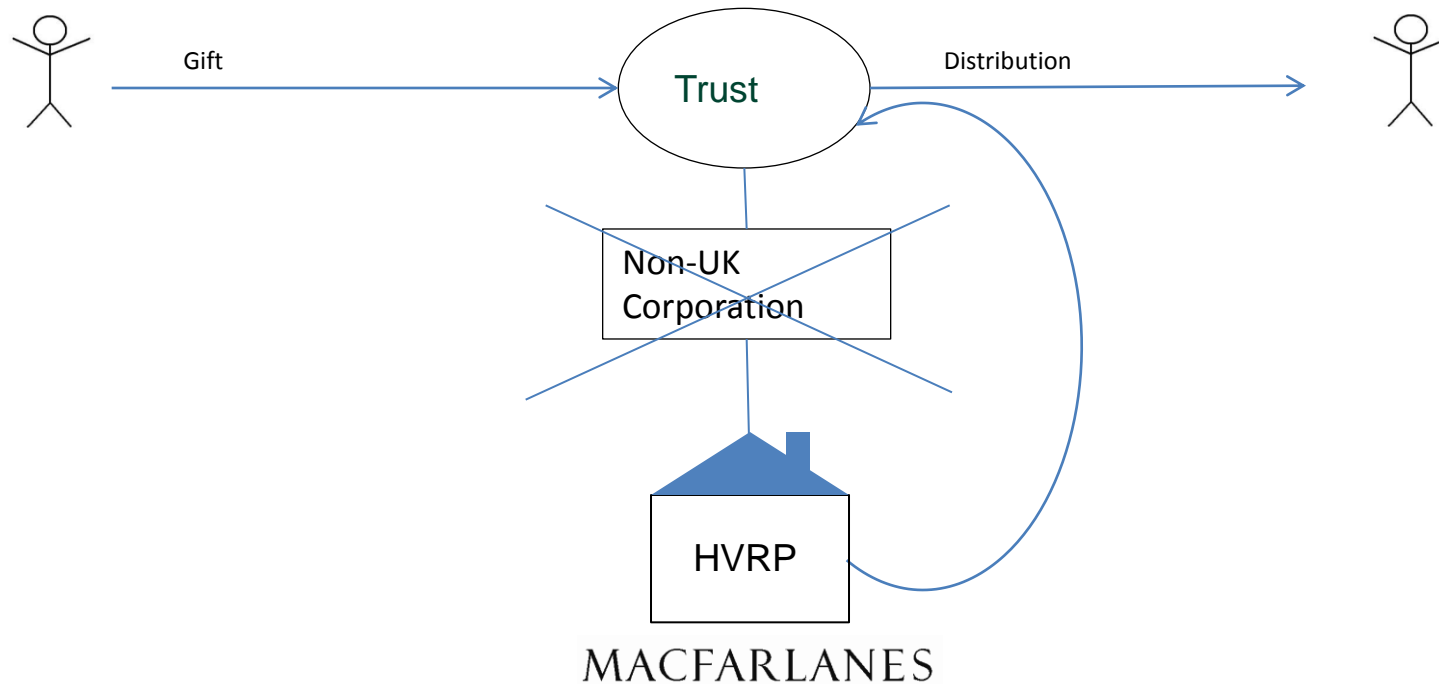 Gift
Trust
Distribution
Non-UK
Corporation
HVRP
MACFARLANES